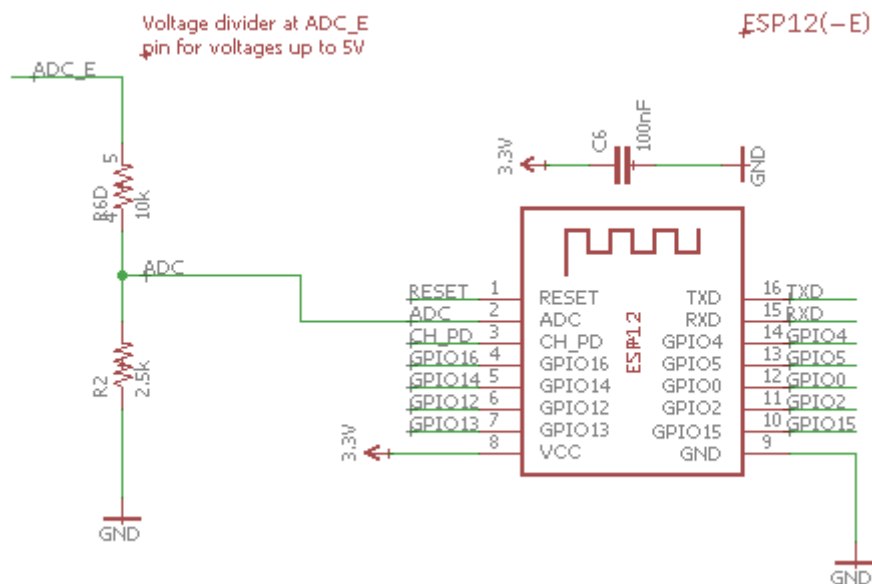 Voltage divider at ADC_E
pin for voltages up to 5V
ESP12(-E)
ADC_E
5
R6D
4
10k
ADC
R2
2.5k
GND
3.3V
C6
100nF
GND
RESET 1 RESET
ADC 2 ADC
CH_PD 3 CH_PD
GPIO16 4 GPIO16
GPIO14 5 GPIO14
GPIO12 6 GPIO12
GPIO13 7 GPIO13
3.3V 8 VCC
ESP12
TXD 16 TXD
RXD 15 RXD
GPIO4 14 GPIO4
GPIO5 13 GPIO5
GPIO0 12 GPIO0
GPIO2 11 GPIO2
GPIO15 10 GPIO15
GND 9
GND